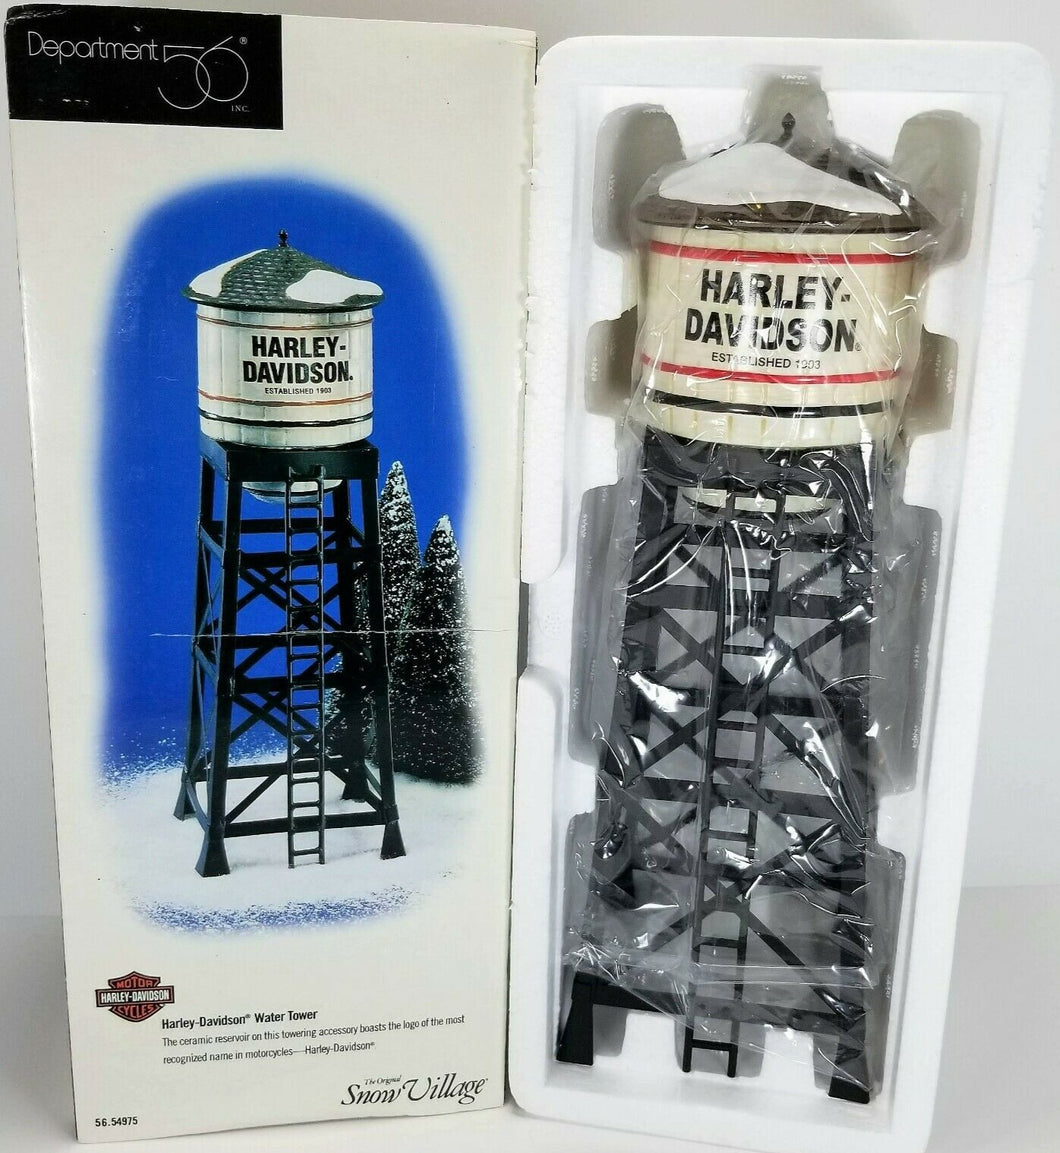 Department 56®
INC.
HARLEY-
DAVIDSON.
ESTABLISHED 1903
MOTOR
HARLEY-DAVIDSON
CYCLES
Harley-Davidson® Water Tower
The ceramic reservoir on this towering accessory boasts the logo of the most
recognized name in motorcycles—Harley-Davidson®
The Original
Snow Village®
56.54975
HARLEY-
DAVIDSON®
ESTABLISHED 1903